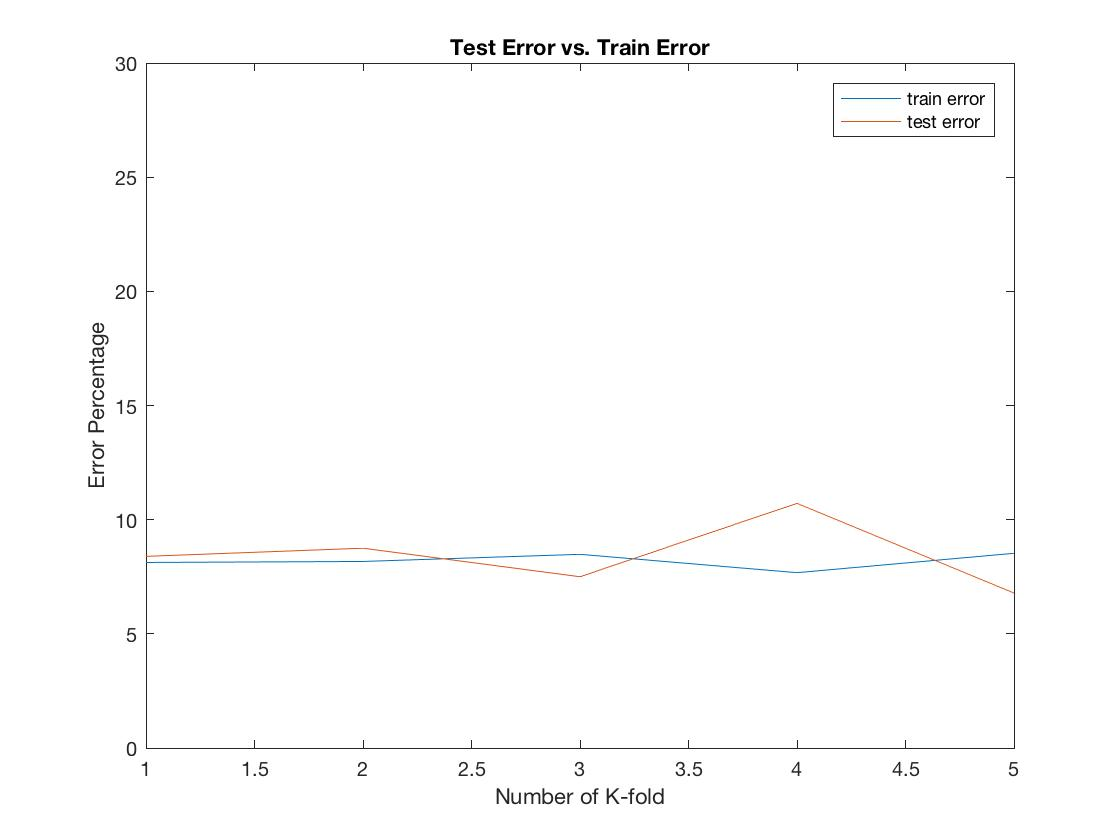 Test Error vs. Train Error
30
train error
test error
25
20
15
10
5
0
Error Percentage
1 1.5 2 2.5 3 3.5 4 4.5 5
Number of K-fold